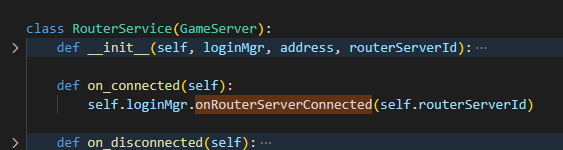 class RouterService(GameServer):
def __init__(self, loginMgr, address, routerServerId): ...
def on_connected(self):
self.loginMgr.onRouterServerConnected(self.routerServerId)
def on_disconnected(self): ...